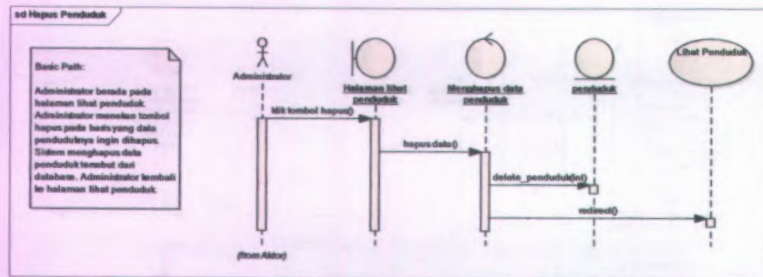 sd Hapus Penduduk
Basic Path:
Administrator berada pada
halaman lihat penduduk.
Administrator menekan tombol
hapus pada baris yang data
penduduknya ingin dihapus.
Sistem menghapus data
penduduk tersebut dari
database. Administrator kembali
ke halaman lihat penduduk.
Administrator
Halaman lihat
penduduk
Menghapus data
penduduk
penduduk
Lihat Penduduk
klik tombol hapus()
hapus data()
delete_penduduk(int)
redirect()
(from Aktor)